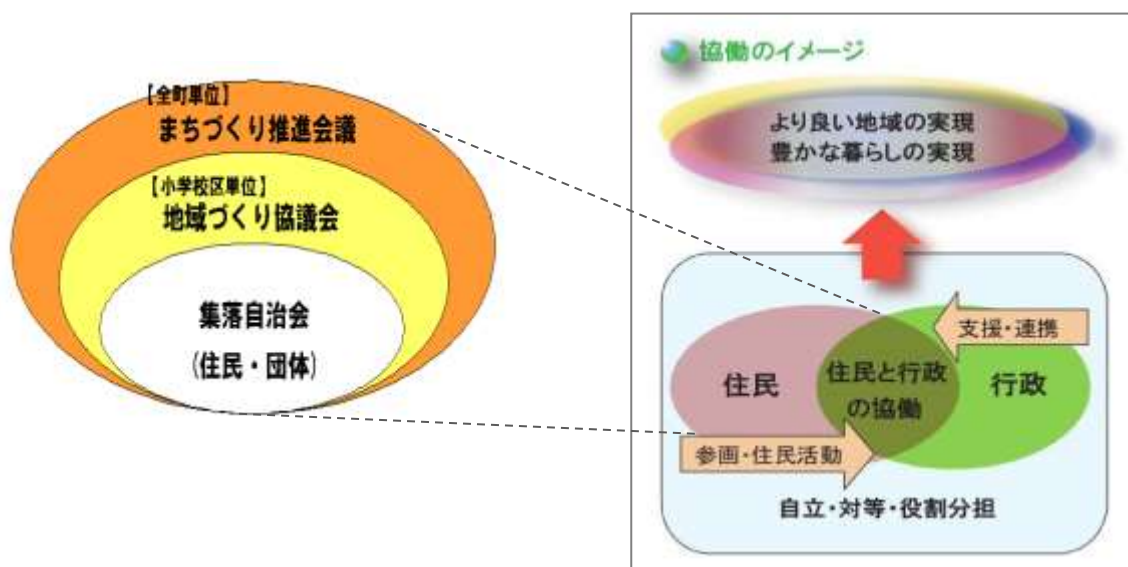 【全町単位】
まちづくり推進会議
【小学校区単位】
地域づくり協議会
集落自治会
(住民・団体)
協働のイメージ
より良い地域の実現
豊かな暮らしの実現
支援・連携
住民
住民と行政
の協働
行政
参画・住民活動
自立・対等・役割分担